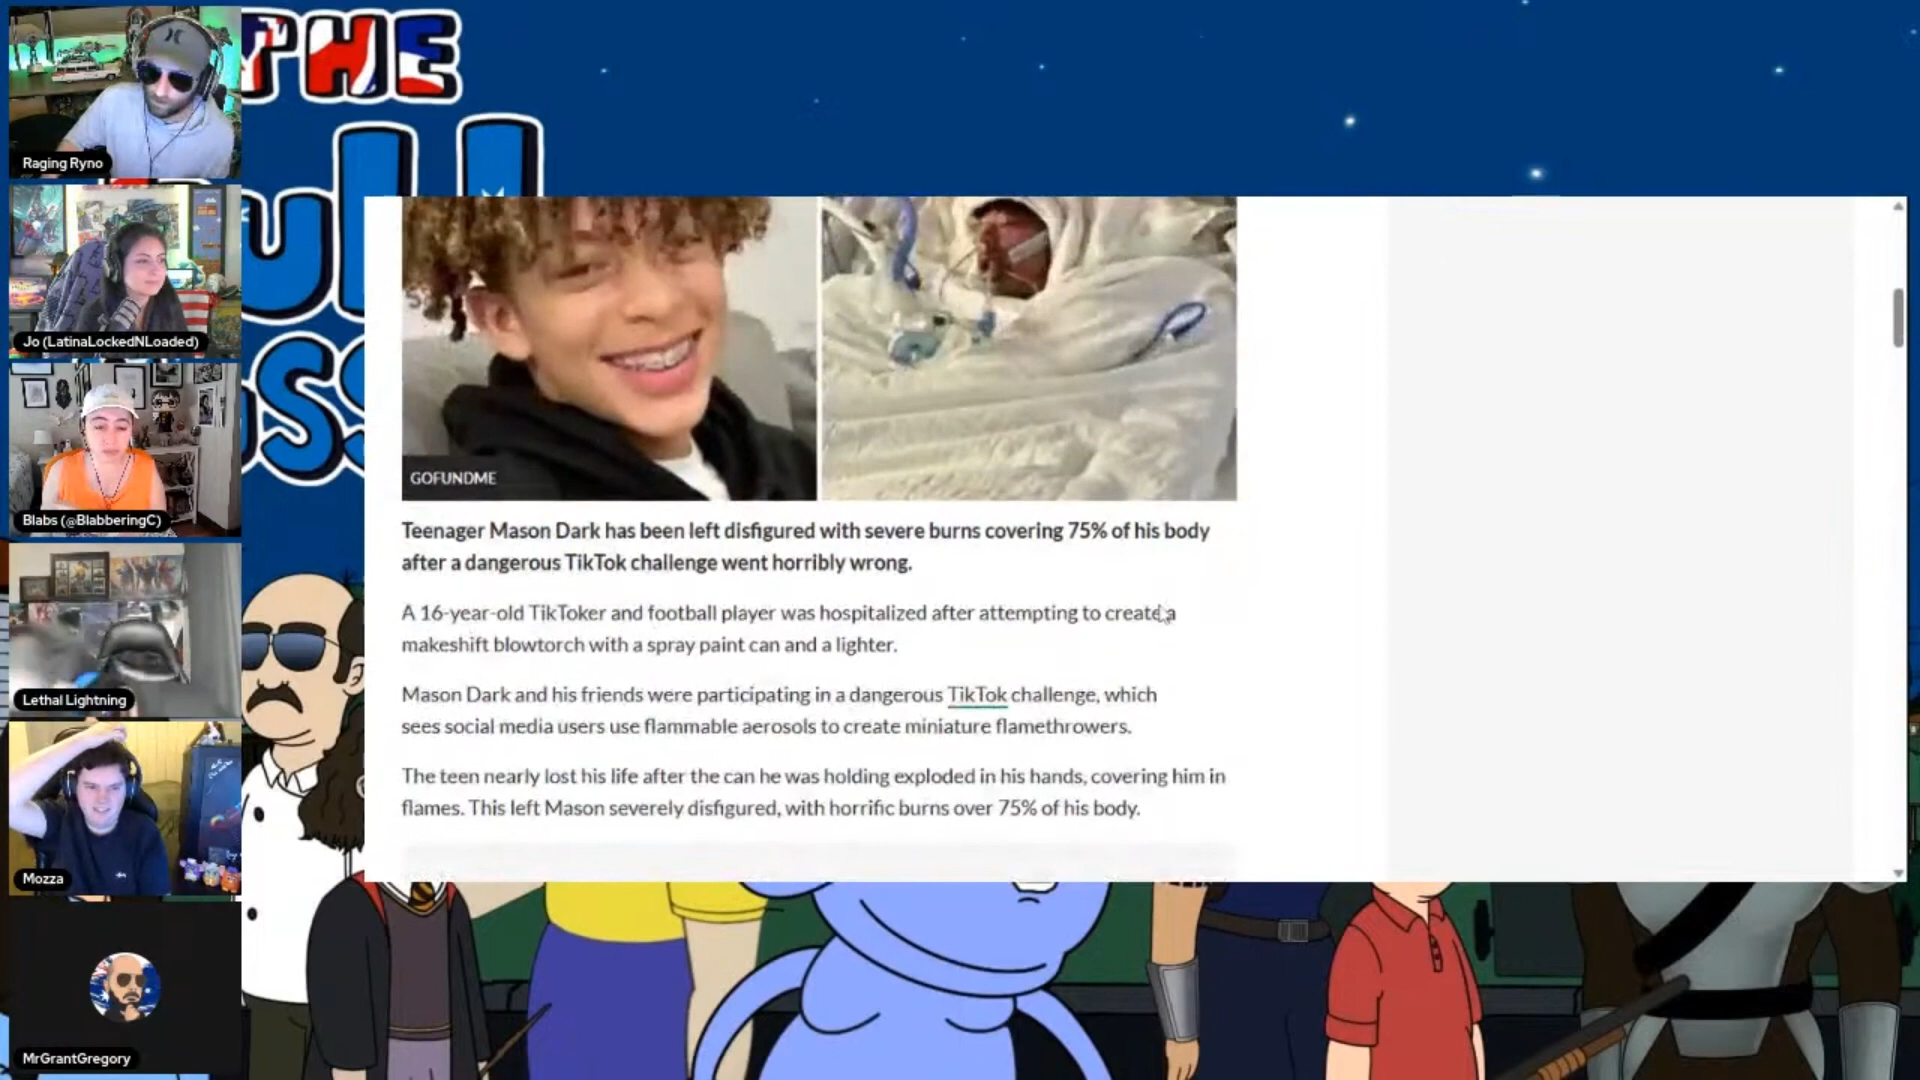 THE
Raging Ryno
Jo (LatinaLockedNLoaded)
Blabs (@BlabberingC)
Lethal Lightning
Mozza
MrGrantGregory
GOFUNDME
Teenager Mason Dark has been left disfigured with severe burns covering 75% of his body
after a dangerous TikTok challenge went horribly wrong.
A 16-year-old TikToker and football player was hospitalized after attempting to create a
makeshift blowtorch with a spray paint can and a lighter.
Mason Dark and his friends were participating in a dangerous TikTok challenge, which
sees social media users use flammable aerosols to create miniature flamethrowers.
The teen nearly lost his life after the can he was holding exploded in his hands, covering him in
flames. This left Mason severely disfigured, with horrific burns over 75% of his body.